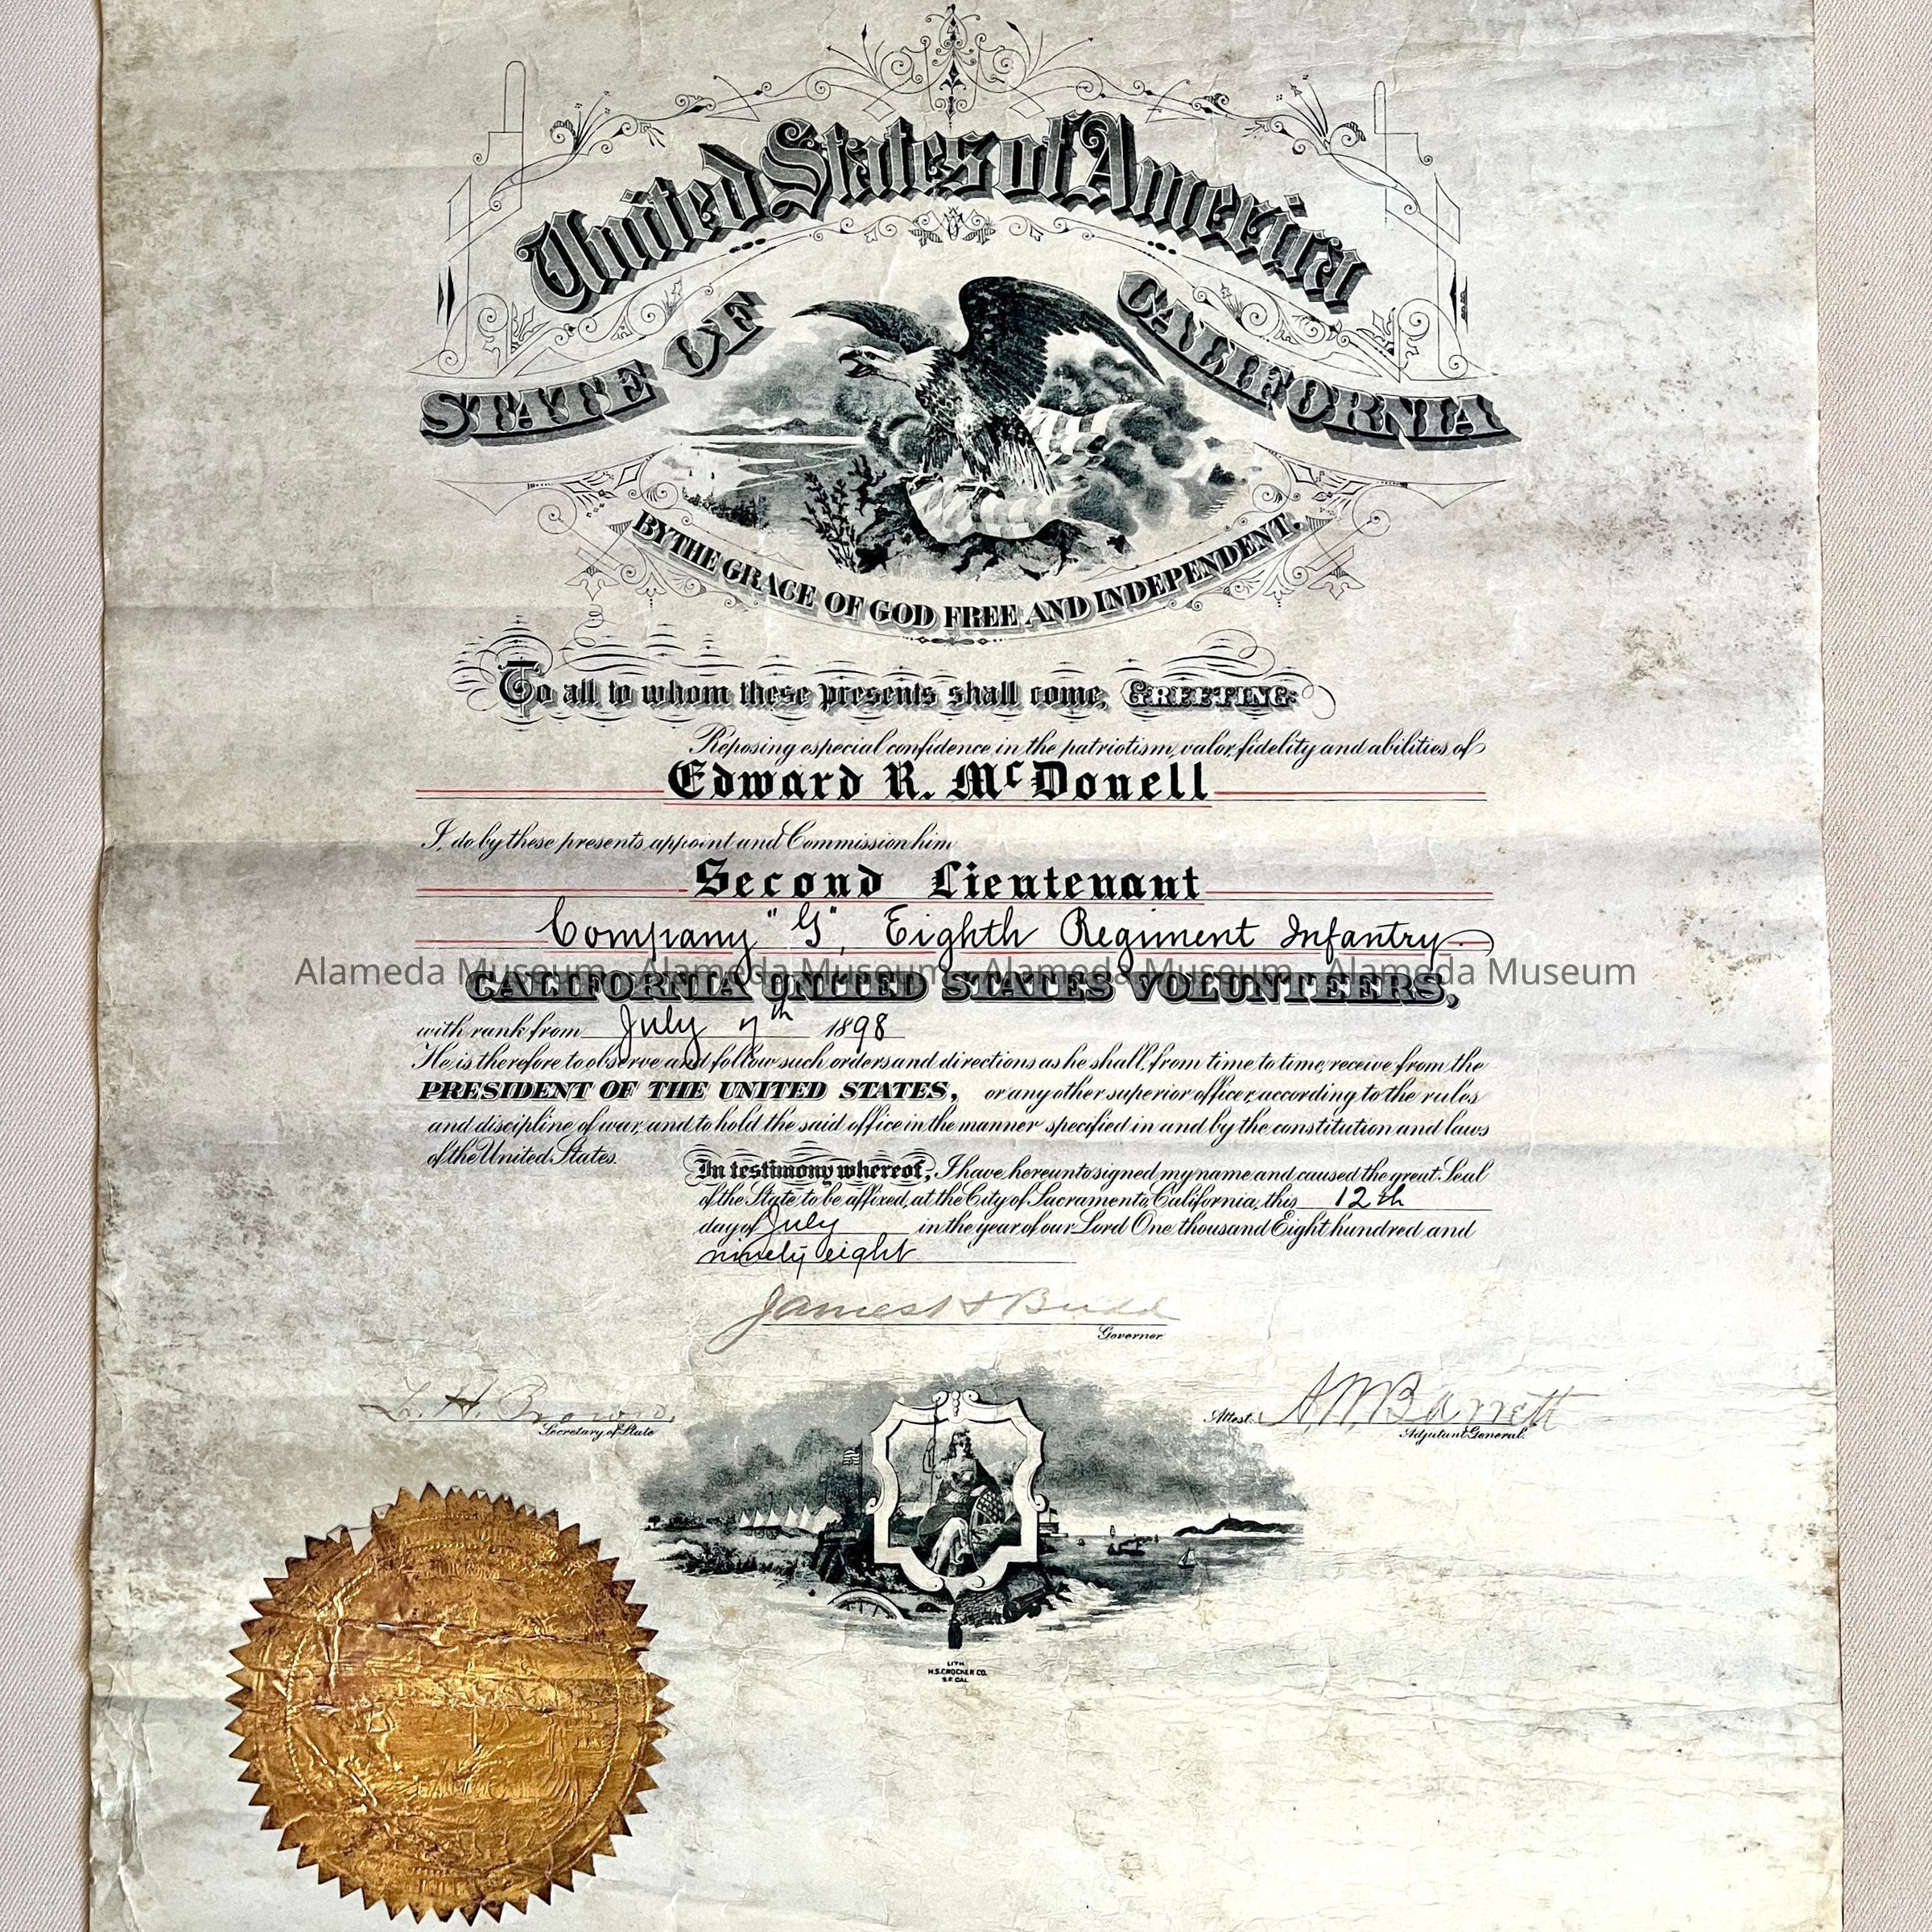 United States of America
STATE OF CALIFORNIA
BY THE GRACE OF GOD FREE AND INDEPENDENT.
To all to whom these presents shall come, GREETING:
Reposing especial confidence in the patriotism, valor, fidelity and abilities of
Edward R. McDonell
I, do by these presents, appoint and Commission him
Second Lieutenant
Company "G", Eighth Regiment Infantry
Alameda Museum Alameda Museum Alameda Museum Alameda Museum
CALIFORNIA UNITED STATES VOLUNTEERS,
with rank from July 7th 1898
He is therefore to observe and follow such orders and directions as he shall, from time to time, receive from the
PRESIDENT OF THE UNITED STATES, or any other superior officer, according to the rules
and discipline of war, and to hold the said office in the manner specified in and by the constitution and laws
of the United States.
In testimony whereof, I have hereunto signed my name and caused the great Seal
of the State to be affixed, at the City of Sacramento, California, this 12th
day of July in the year of our Lord One thousand Eight hundred and
ninety eight
James H Budd
Governor.
L. H. Brown
Secretary of State
Attest: A W Barrett
Adjutant General.
LITH.
H.S. CROCKER CO.
S.F. CAL.